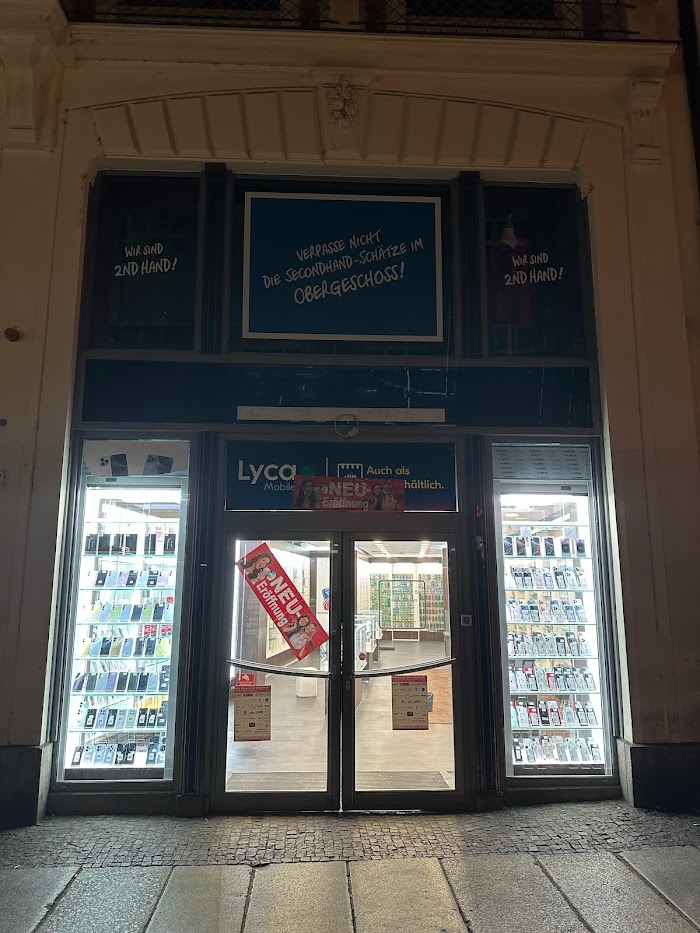 WIR SIND
2ND HAND!
VERPASSE NICHT
DIE SECONDHAND-SCHÄTZE IM
OBERGESCHOSS!
WIR SIND
2ND HAND!
Lyca
Mobile
Auch als
hältlich.
NEU-
Eröffnung
NEU-
Eröffnung